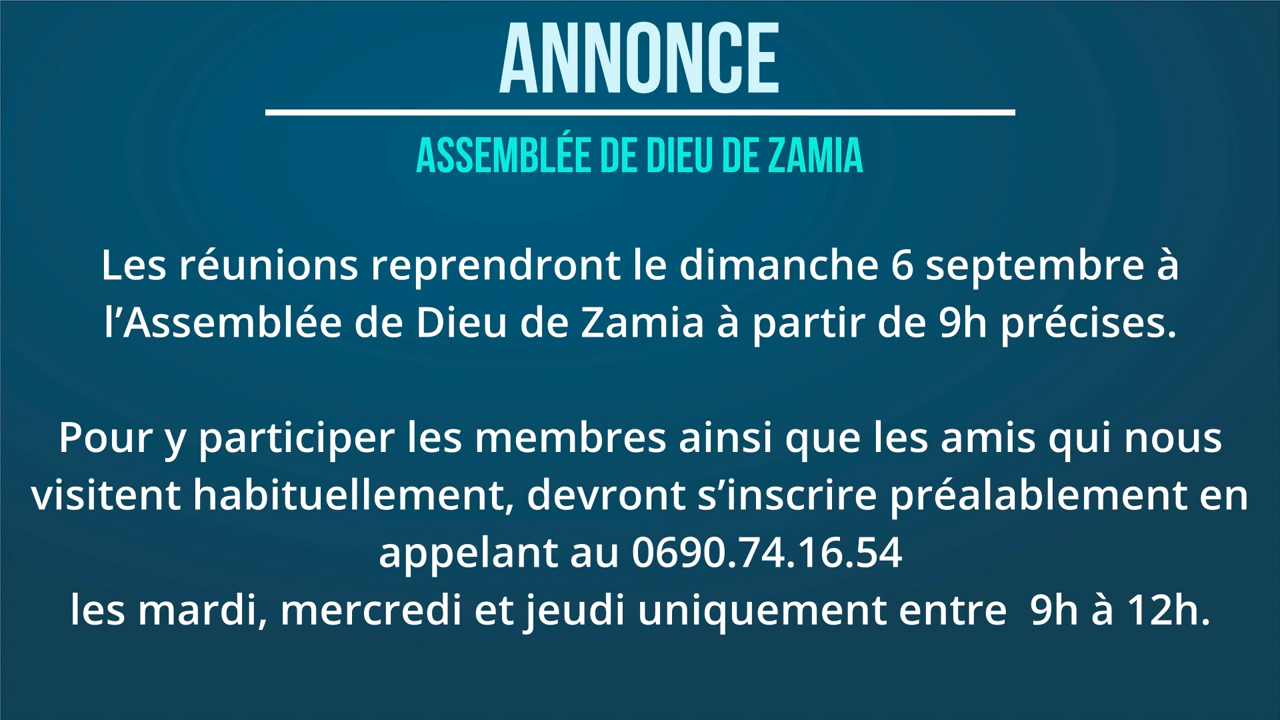 ANNONCE
ASSEMBLÉE DE DIEU DE ZAMIA
Les réunions reprendront le dimanche 6 septembre à
l’Assemblée de Dieu de Zamia à partir de 9h précises.
Pour y participer les membres ainsi que les amis qui nous
visitent habituellement, devront s’inscrire préalablement en
appelant au 0690.74.16.54
les mardi, mercredi et jeudi uniquement entre  9h à 12h.